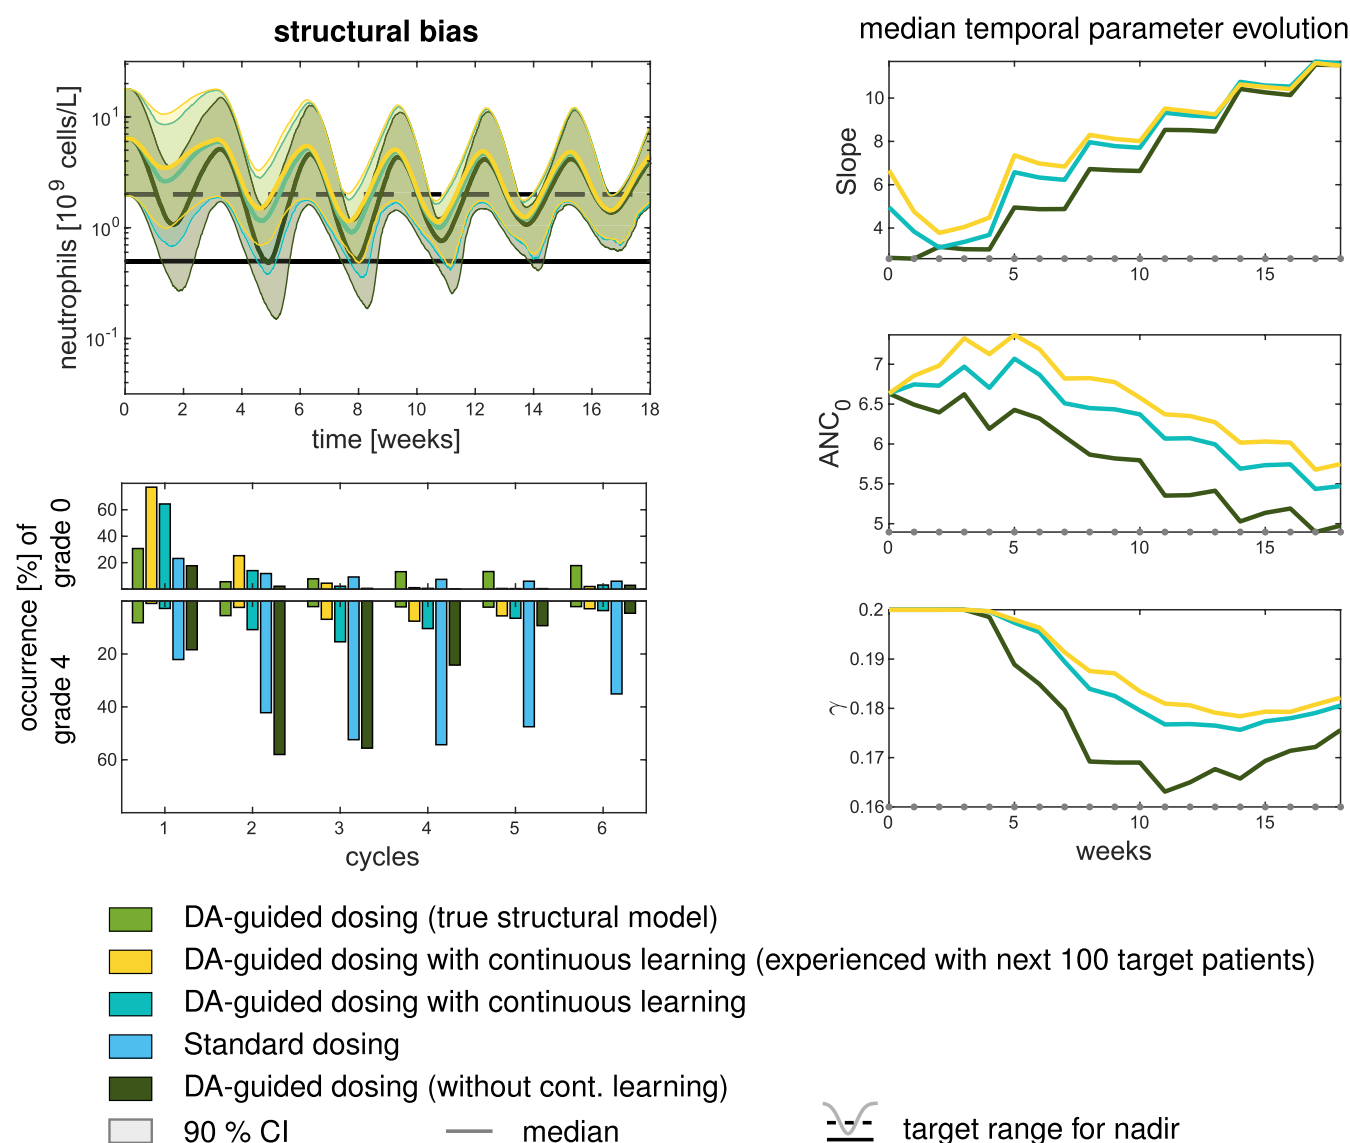 structural bias
neutrophils [10^9 cells/L]
10^1
10^0
10^-1
0 2 4 6 8 10 12 14 16 18
time [weeks]
occurrence [%] of
grade 0
grade 4
60
40
20
20
40
60
1 2 3 4 5 6
cycles
median temporal parameter evolution
Slope
10
8
6
4
0 5 10 15
ANC_0
7
6.5
6
5.5
5
0 5 10 15
γ
0.2
0.19
0.18
0.17
0.16
0 5 10 15
weeks
DA-guided dosing (true structural model)
DA-guided dosing with continuous learning (experienced with next 100 target patients)
DA-guided dosing with continuous learning
Standard dosing
DA-guided dosing (without cont. learning)
90 % CI
median
target range for nadir